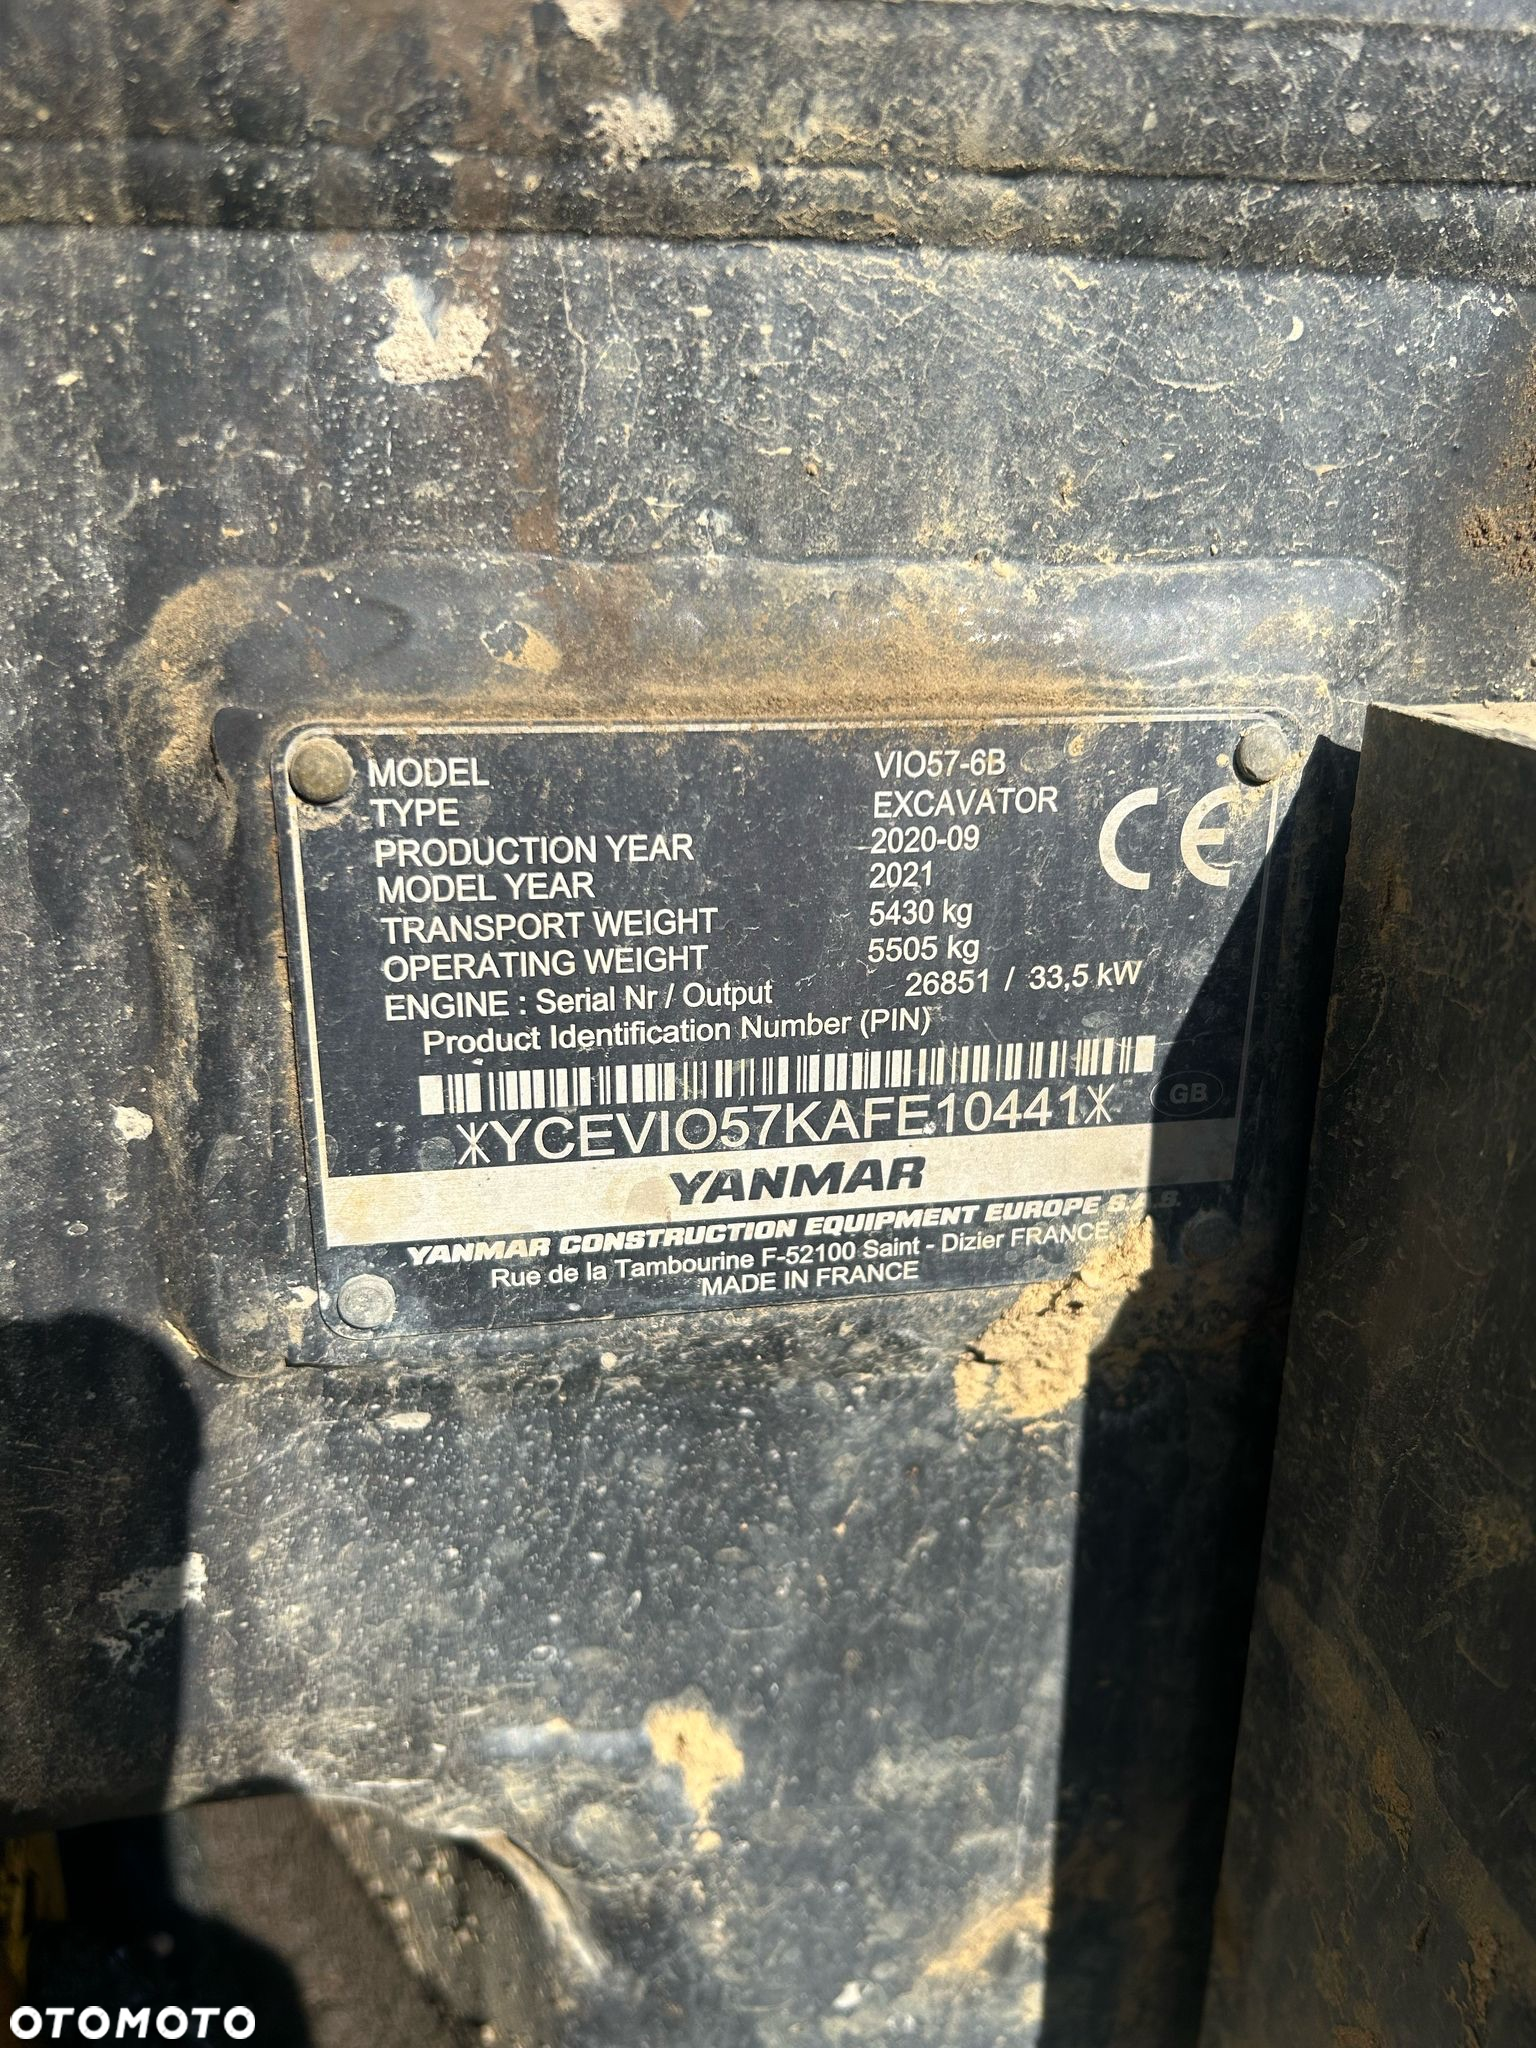 MODEL VIO57-6B
TYPE EXCAVATOR
PRODUCTION YEAR 2020-09
MODEL YEAR 2021
TRANSPORT WEIGHT 5430 kg
OPERATING WEIGHT 5505 kg
ENGINE : Serial Nr / Output 26851 / 33,5 kW
Product Identification Number (PIN)
CE
*YCEVIO57KAFE10441*
GB
YANMAR
YANMAR CONSTRUCTION EQUIPMENT EUROPE S.A.S.
Rue de la Tambourine F-52100 Saint - Dizier FRANCE
MADE IN FRANCE
OTOMOTO